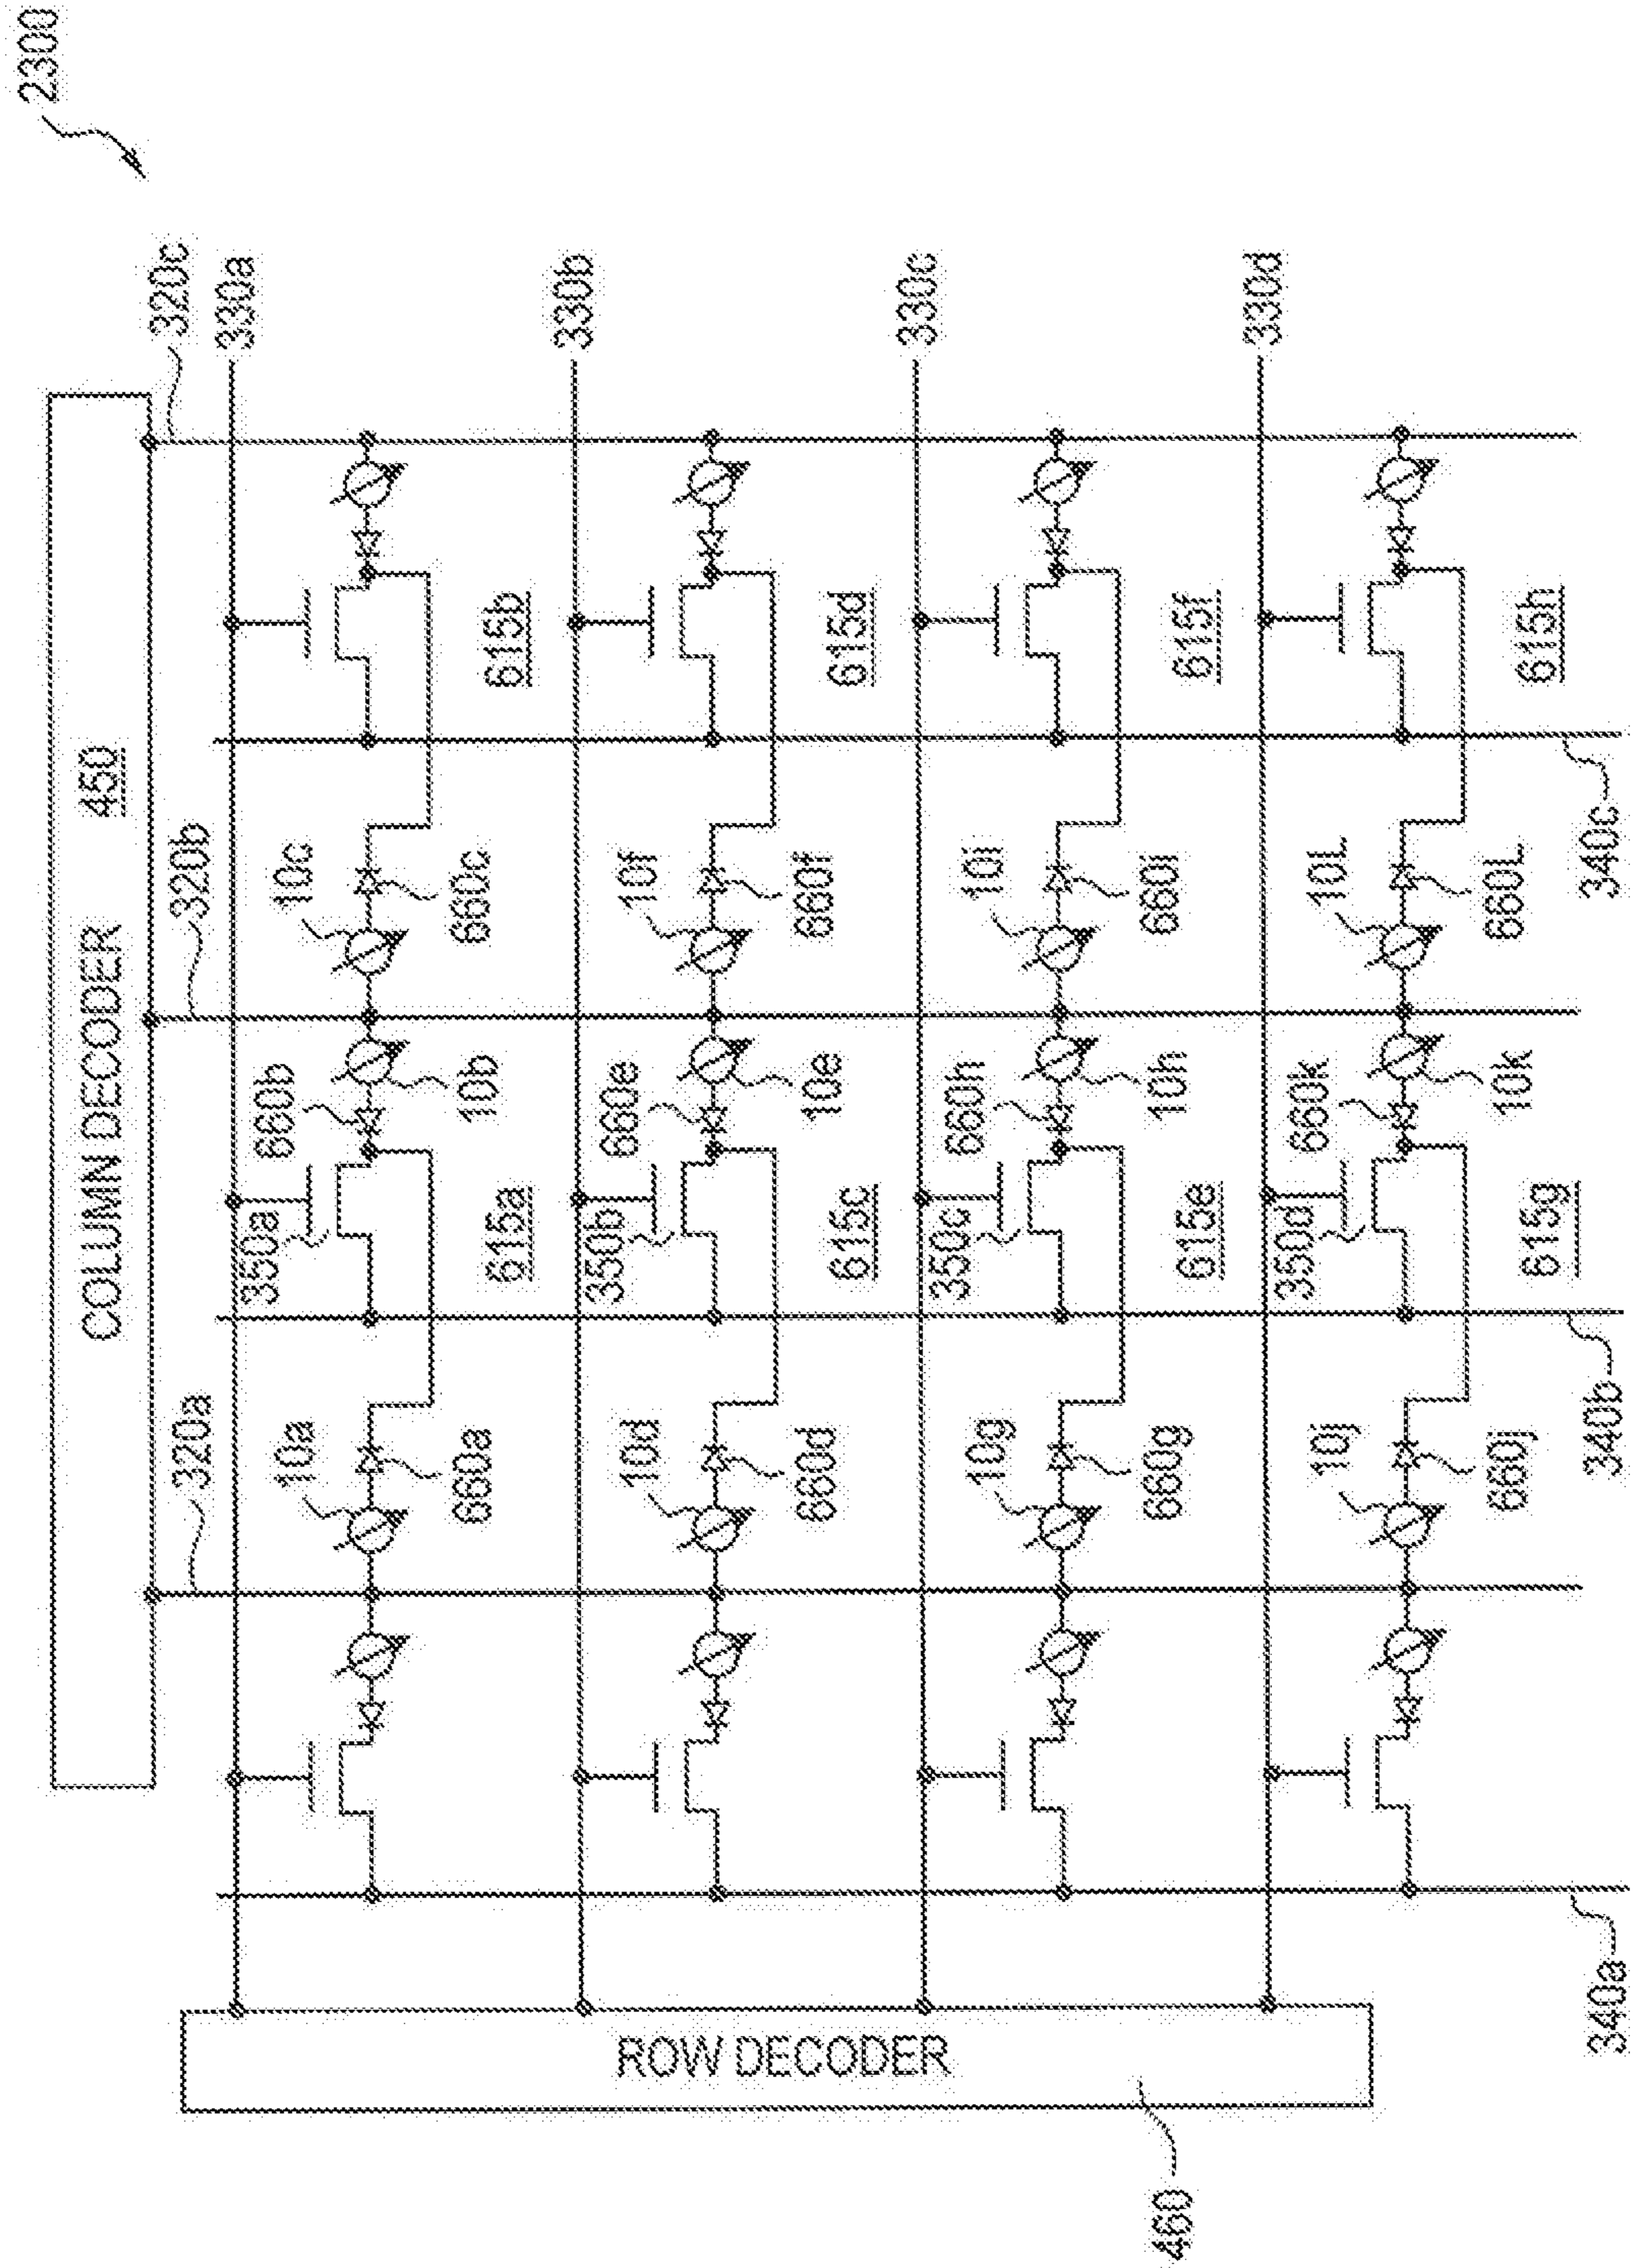 2300
COLUMN DECODER 450
320a
320b
320c
330a
10a
660b
10c
350a
660a
10b
660c
615a
615b
330b
10d
660e
10f
350b
660d
10e
660f
615c
615d
330c
10g
660h
10i
350c
660g
10h
660i
615e
615f
330d
10j
660k
10L
350d
660j
10k
660L
615g
615h
340a
340b
340c
ROW DECODER
460